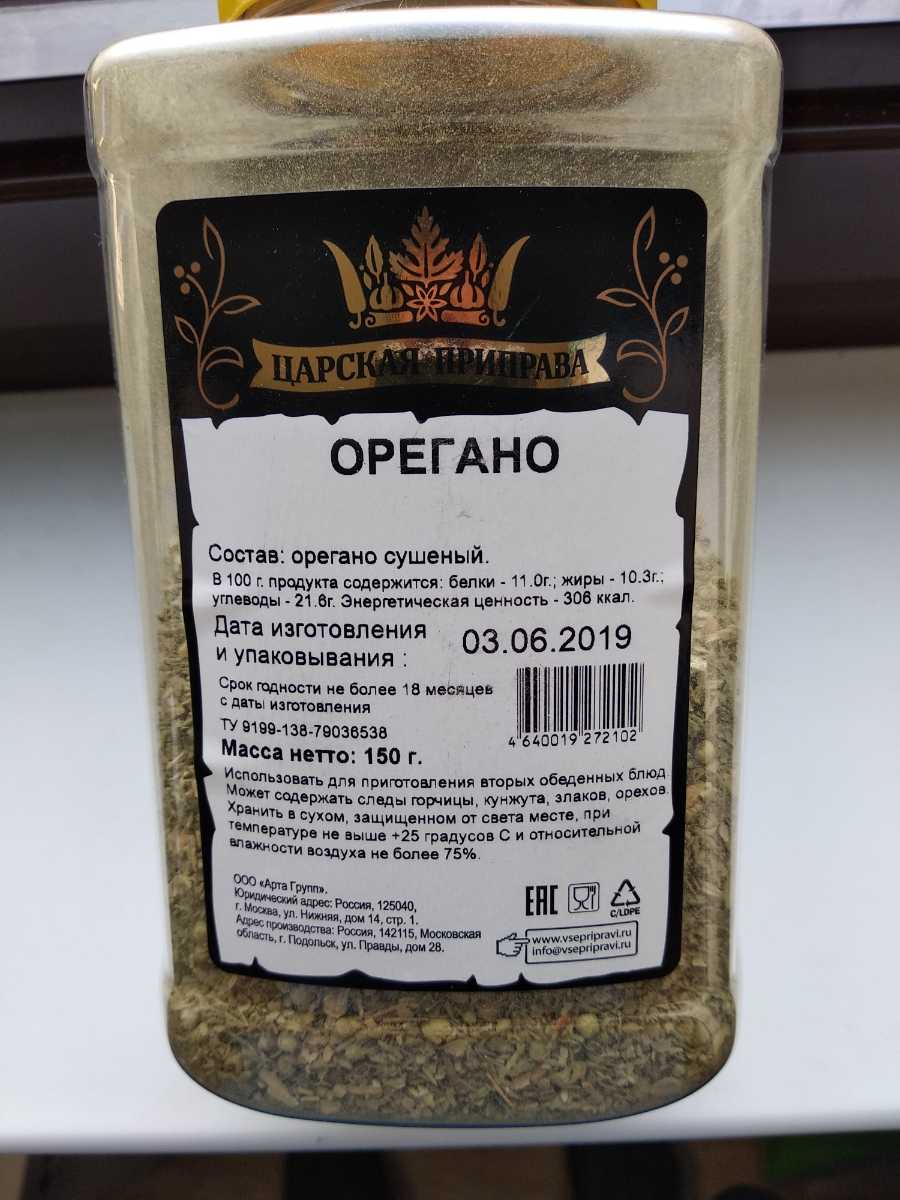 ЦАРСКАЯ ПРИПРАВА
ОРЕГАНО
Состав: орегано сушеный.
В 100 г. продукта содержится: белки - 11.0г.; жиры - 10.3г.;
углеводы - 21.6г. Энергетическая ценность - 306 ккал.
Дата изготовления
и упаковывания :
03.06.2019
Срок годности не более 18 месяцев
с даты изготовления
ТУ 9199-138-79036538
Масса нетто: 150 г.
4 640019 272102
Использовать для приготовления вторых обеденных блюд.
Может содержать следы горчицы, кунжута, злаков, орехов.
Хранить в сухом, защищенном от света месте, при
температуре не выше +25 градусов С и относительной
влажности воздуха не более 75%.
ООО «Арта Групп».
Юридический адрес: Россия, 125040,
г. Москва, ул. Нижняя, дом 14, стр. 1.
Адрес производства: Россия, 142115, Московская
область, г. Подольск, ул. Правды, дом 28.
EAC
C/LDPE
www.vsepripravi.ru
info@vsepripravi.ru